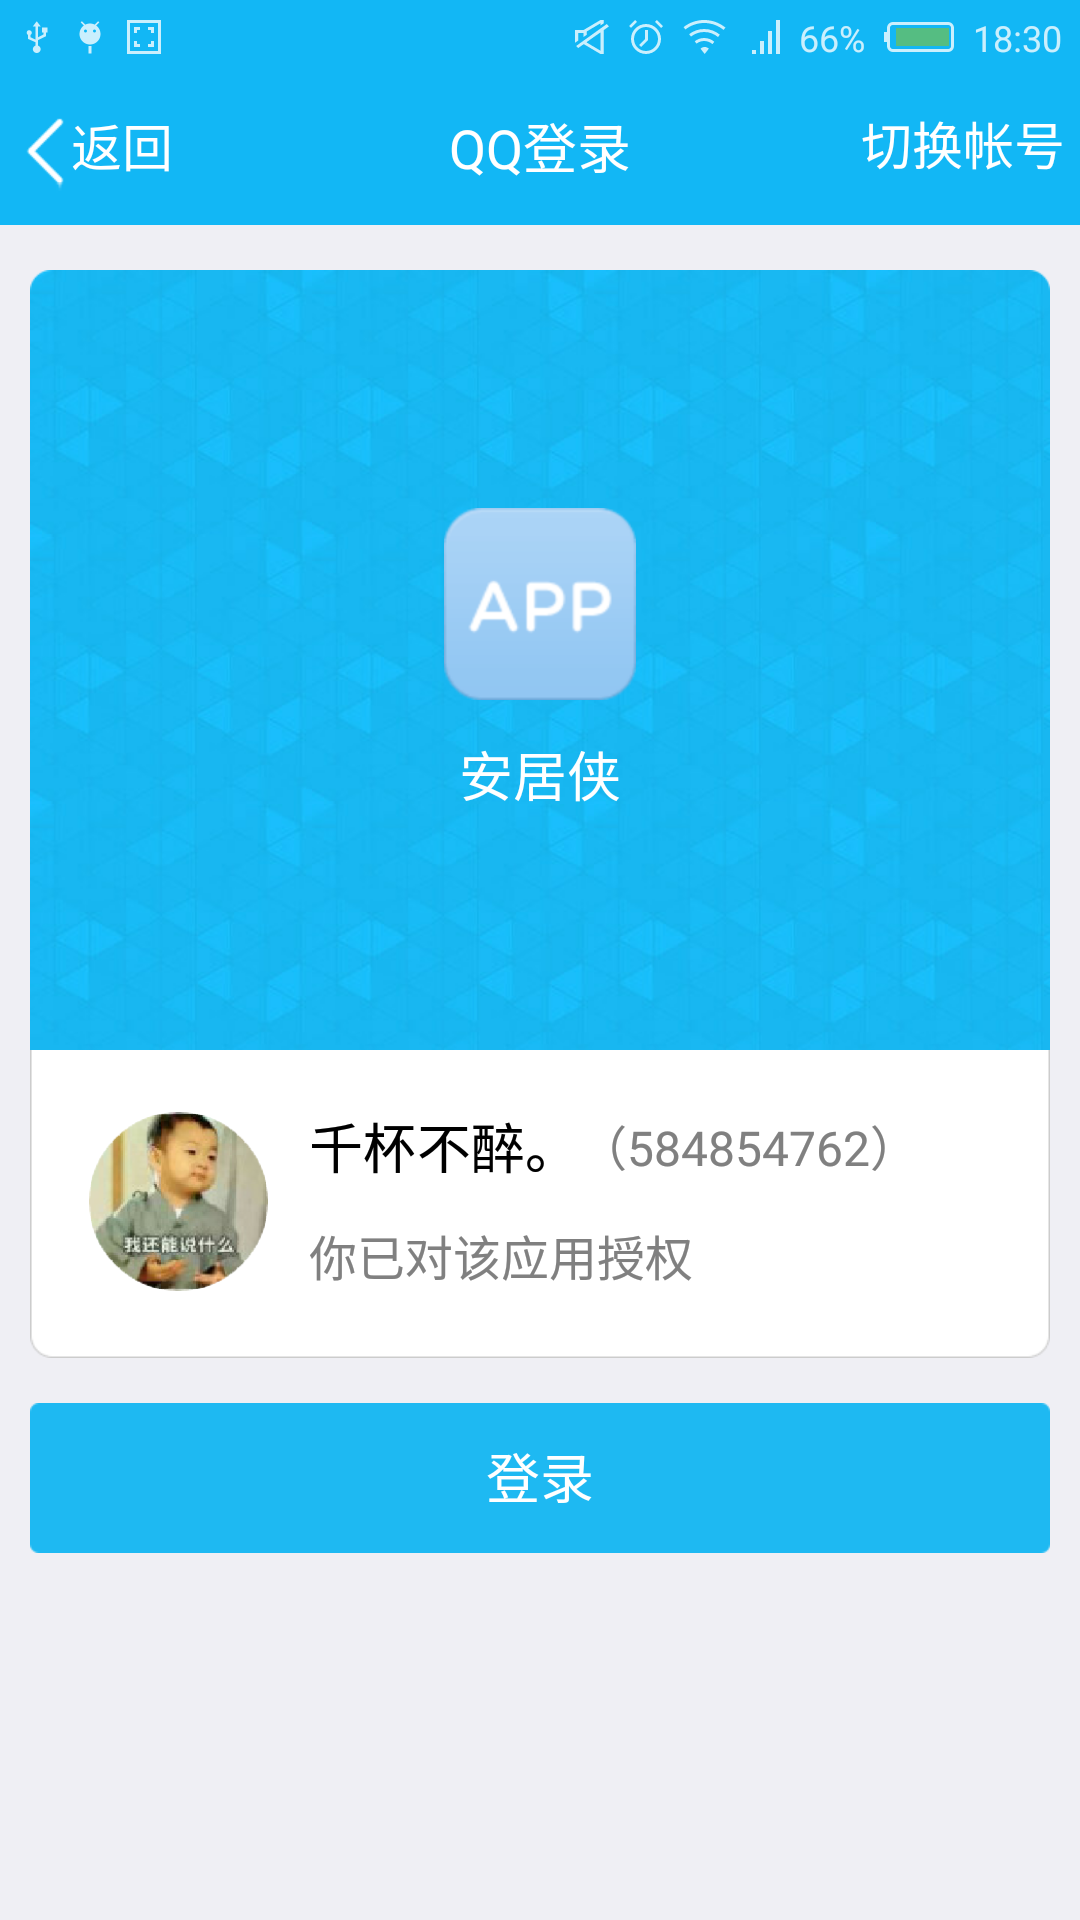 66% 18:30
返回 QQ登录 切换帐号
APP
安居侠
千杯不醉。（584854762）
我还能说什么
你已对该应用授权
登录